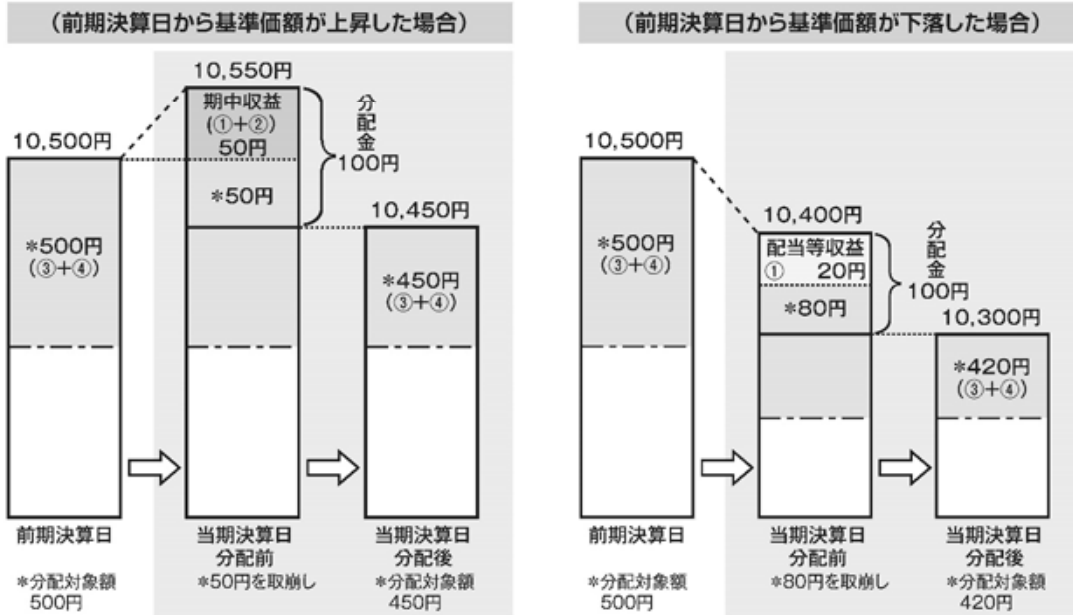 (前期決算日から基準価額が上昇した場合)
10,550円
期中収益
(①+②)
50円
*50円
分配金
100円
10,500円
*500円
(③+④)
10,450円
*450円
(③+④)
前期決算日
当期決算日
分配前
当期決算日
分配後
*分配対象額
500円
*50円を取崩し
*分配対象額
450円
(前期決算日から基準価額が下落した場合)
10,500円
*500円
(③+④)
10,400円
配当等収益
① 20円
*80円
分配金
100円
10,300円
*420円
(③+④)
前期決算日
当期決算日
分配前
当期決算日
分配後
*分配対象額
500円
*80円を取崩し
*分配対象額
420円